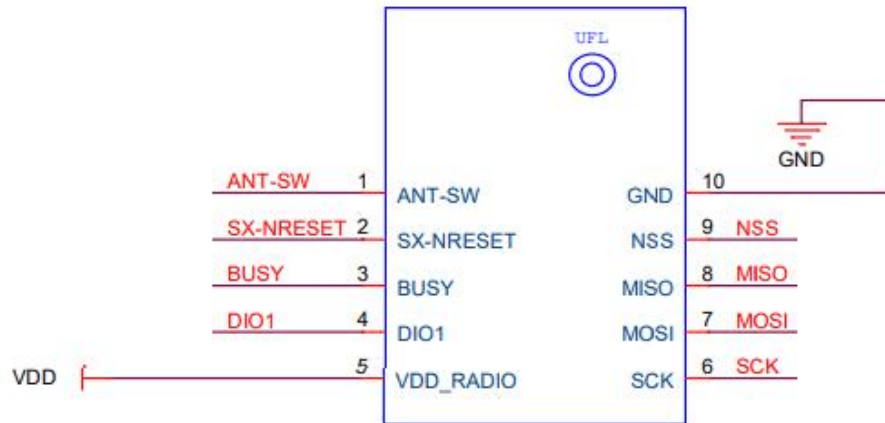 UFL
GND
ANT-SW 1 ANT-SW GND 10
SX-NRESET 2 SX-NRESET NSS 9 NSS
BUSY 3 BUSY MISO 8 MISO
DIO1 4 DIO1 MOSI 7 MOSI
VDD 5 VDD_RADIO SCK 6 SCK